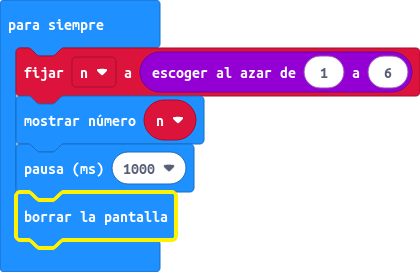 para siempre
fijar n a escoger al azar de 1 a 6
mostrar número n
pausa (ms) 1000
borrar la pantalla